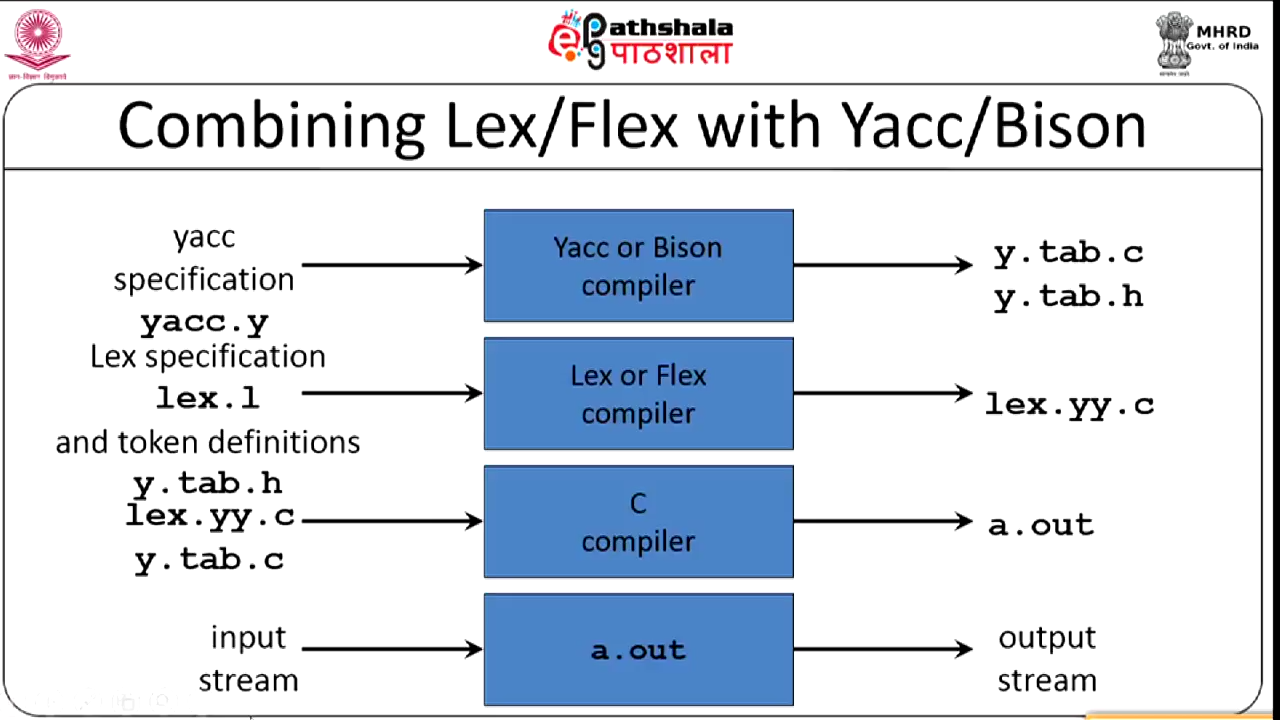 ePathshala
पाठशाला
MHRD
Govt. of India
Combining Lex/Flex with Yacc/Bison
yacc
specification
yacc.y
Yacc or Bison
compiler
y.tab.c
y.tab.h
Lex specification
lex.l
and token definitions
y.tab.h
Lex or Flex
compiler
lex.yy.c
lex.yy.c
y.tab.c
C
compiler
a.out
input
stream
a.out
output
stream